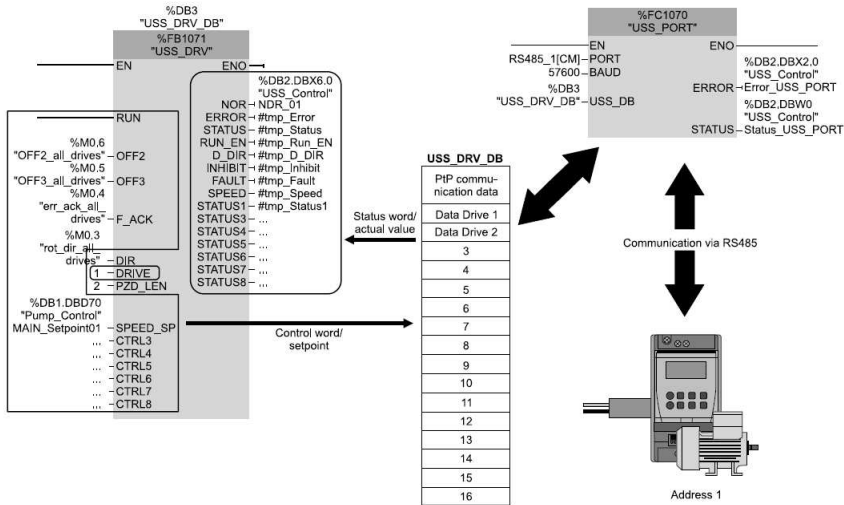 %DB3
"USS_DRV_DB"
%FB1071
"USS_DRV"
EN
ENO
%DB2.DBX6.0
"USS_Control"
NOR NDR_01
RUN
ERROR #tmp_Error
STATUS #tmp_Status
%M0,6
RUN_EN #tmp_Run_EN
"OFF2_all_drives" OFF2
D_DIR #tmp_D_DIR
%M0.5
INHIBIT #tmp_Inhibit
"OFF3_all_drives" OFF3
FAULT #tmp_Fault
%M0,4
SPEED #tmp_Speed
"err_ack_all_
STATUS1 #tmp_Status1
drives" F_ACK
STATUS3 ...
STATUS4 ...
%M0.3
STATUS5 ...
"rot_dir_all_
STATUS6 ...
drives" DIR
STATUS7 ...
1 DRIVE
STATUS8 ...
2 PZD_LEN
%DB1.DBD70
"Pump_Control"
MAIN_Setpoint01 SPEED_SP
... CTRL3
... CTRL4
... CTRL5
... CTRL6
... CTRL7
... CTRL8
Status word/
actual value
Control word/
setpoint
USS_DRV_DB
PtP commu-
nication data
Data Drive 1
Data Drive 2
3
4
5
6
7
8
9
10
11
12
13
14
15
16
%FC1070
"USS_PORT"
EN
ENO
RS485_1[CM] PORT
57600 BAUD
%DB3
"USS_DRV_DB" USS_DB
%DB2.DBX2.0
"USS_Control"
ERROR Error_USS_PORT
%DB2,DBW0
"USS_Control"
STATUS Status_USS_PORT
Communication via RS485
Address 1